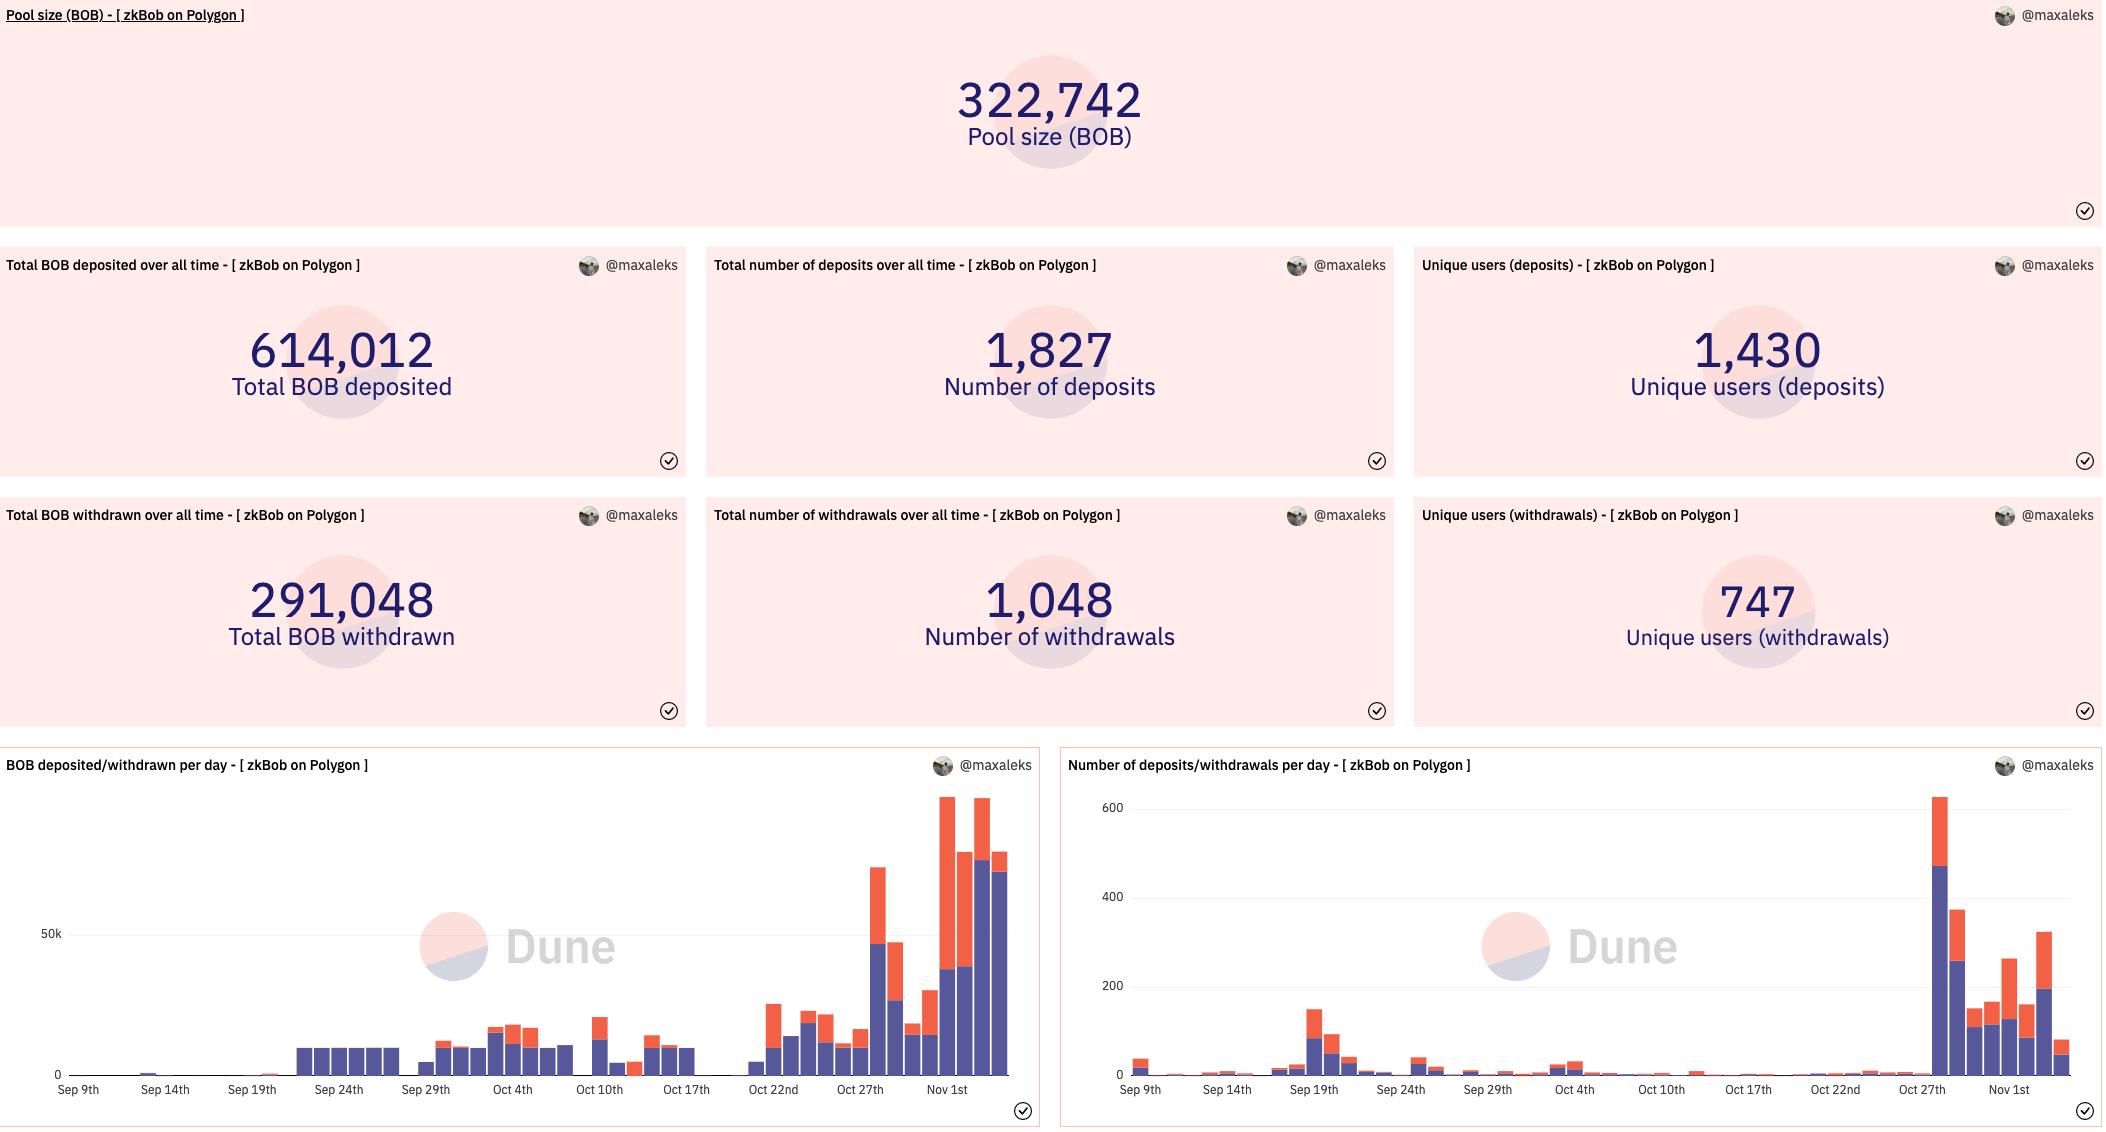 Pool size (BOB) - [ zkBob on Polygon ]
@maxaleks
322,742
Pool size (BOB)
Total BOB deposited over all time - [ zkBob on Polygon ]
@maxaleks
614,012
Total BOB deposited
Total number of deposits over all time - [ zkBob on Polygon ]
@maxaleks
1,827
Number of deposits
Unique users (deposits) - [ zkBob on Polygon ]
@maxaleks
1,430
Unique users (deposits)
Total BOB withdrawn over all time - [ zkBob on Polygon ]
@maxaleks
291,048
Total BOB withdrawn
Total number of withdrawals over all time - [ zkBob on Polygon ]
@maxaleks
1,048
Number of withdrawals
Unique users (withdrawals) - [ zkBob on Polygon ]
@maxaleks
747
Unique users (withdrawals)
BOB deposited/withdrawn per day - [ zkBob on Polygon ]
@maxaleks
50k
0
Dune
Sep 9th Sep 14th Sep 19th Sep 24th Sep 29th Oct 4th Oct 10th Oct 17th Oct 22nd Oct 27th Nov 1st
Number of deposits/withdrawals per day - [ zkBob on Polygon ]
@maxaleks
600
400
200
0
Dune
Sep 9th Sep 14th Sep 19th Sep 24th Sep 29th Oct 4th Oct 10th Oct 17th Oct 22nd Oct 27th Nov 1st